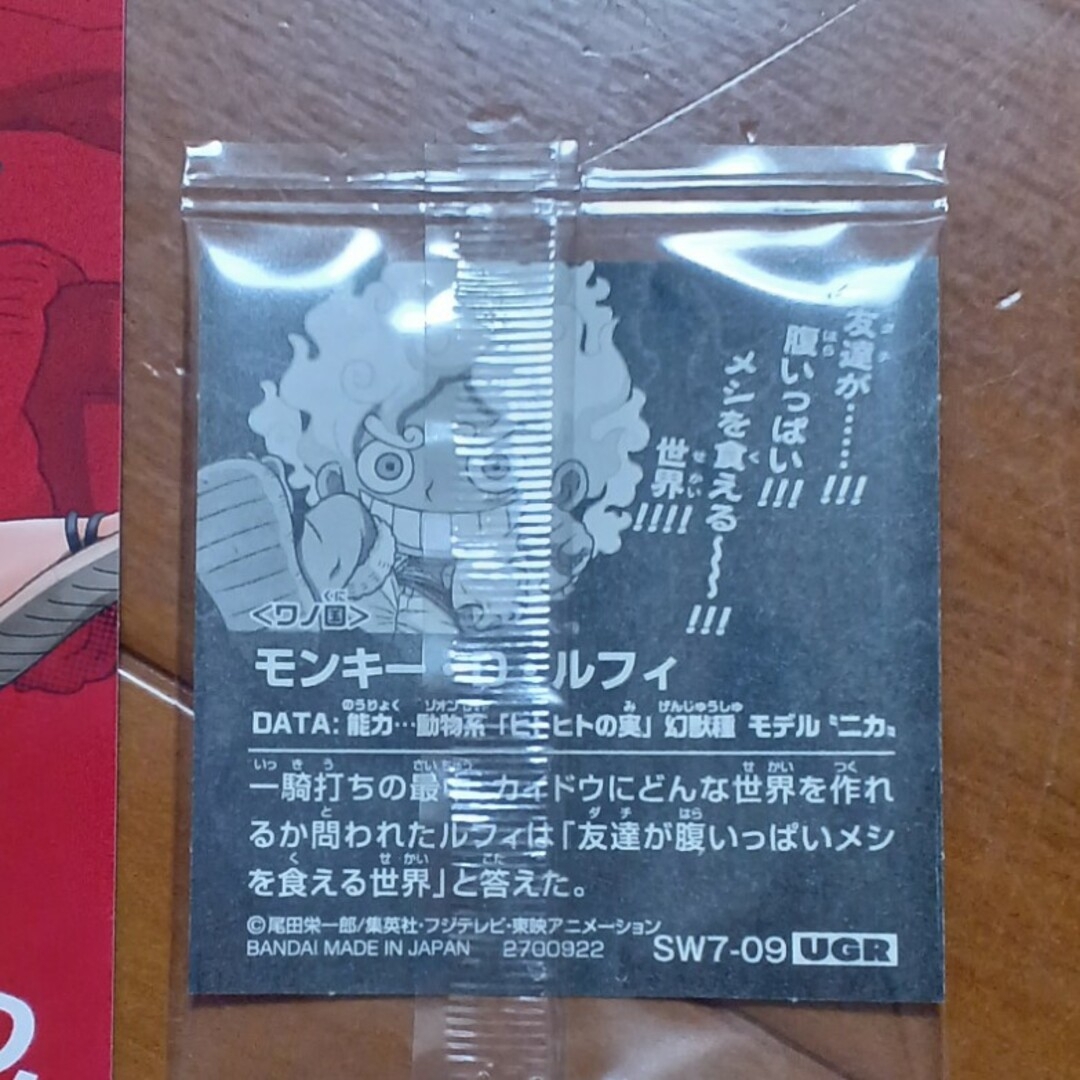 友達が……!!!
腹いっぱい!!!
メシを食える〜〜〜!!!
世界!!!!
<ワノ国>
モンキー・D・ルフィ
DATA: 能力…動物系「ヒトヒトの実」幻獣種 モデル〝ニカ〟
一騎打ちの最 カイドウにどんな世界を作れ
るか問われたルフィは「友達が腹いっぱいメシ
を食える世界」と答えた。
©尾田栄一郎/集英社・フジテレビ・東映アニメーション
BANDAI MADE IN JAPAN 2700922
SW7-09 UGR